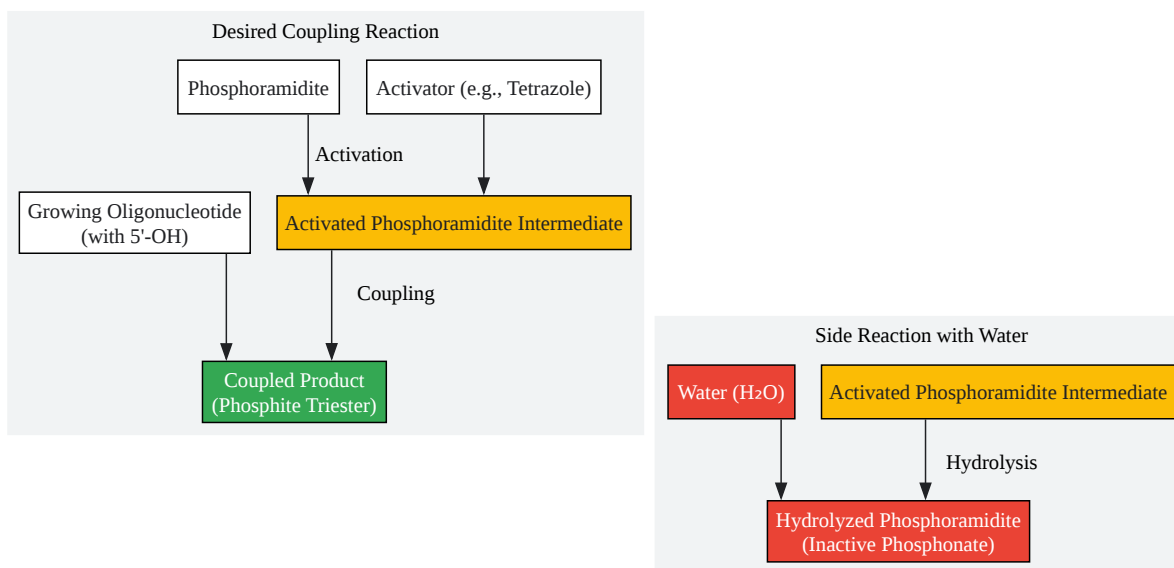 Desired Coupling Reaction
Phosphoramidite
Activator (e.g., Tetrazole)
Activation
Growing Oligonucleotide
(with 5'-OH)
Activated Phosphoramidite Intermediate
Coupling
Coupled Product
(Phosphite Triester)
Side Reaction with Water
Water (H₂O)
Activated Phosphoramidite Intermediate
Hydrolysis
Hydrolyzed Phosphoramidite
(Inactive Phosphonate)